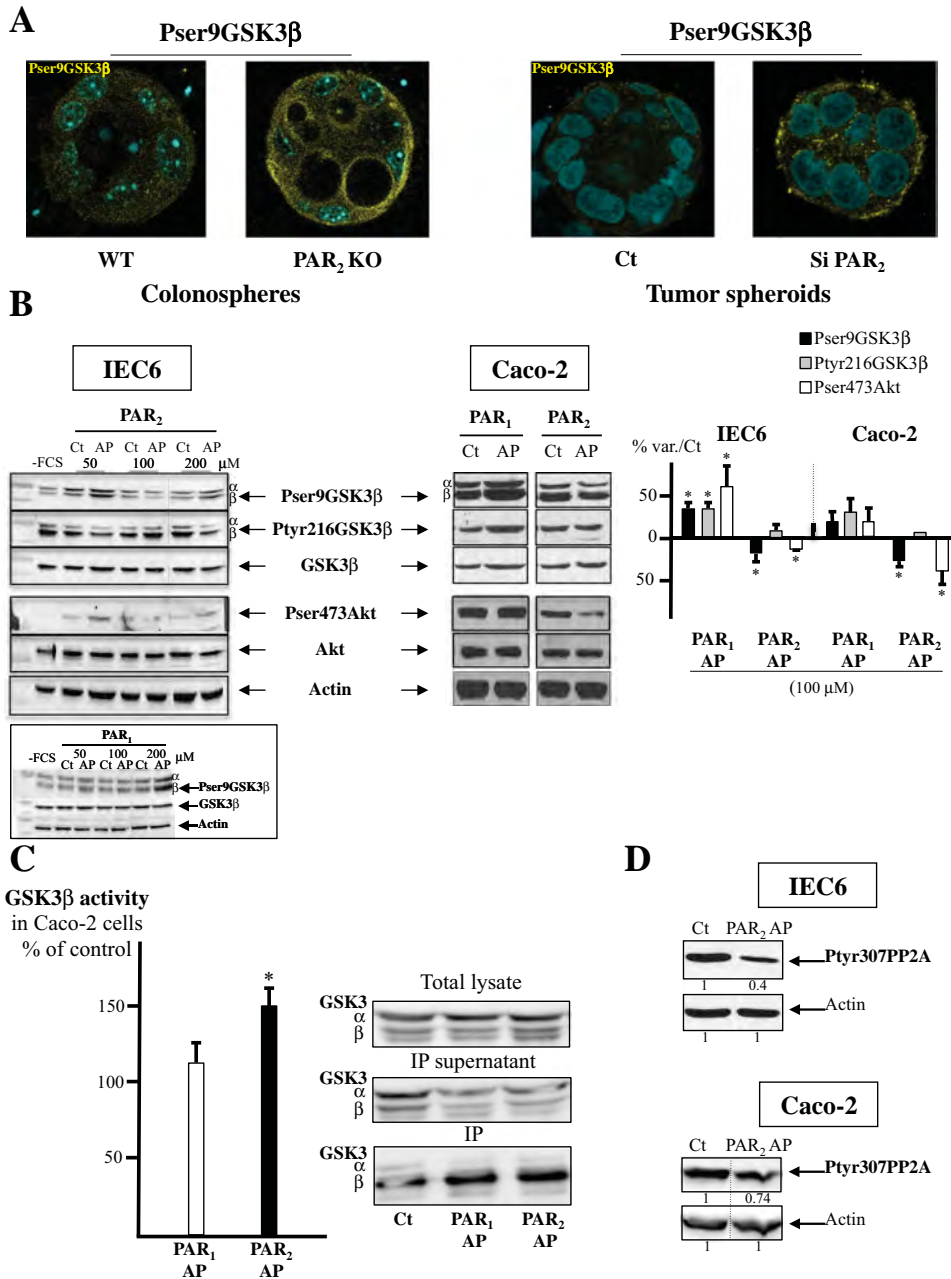 A
Pser9GSK3β
Pser9GSK3β
Pser9GSK3β
Pser9GSK3β
WT
PAR₂ KO
Ct
Si PAR₂
Colonospheres
Tumor spheroids
B
Pser9GSK3β
Ptyr216GSK3β
Pser473Akt
IEC6
Caco-2
PAR₂
Ct AP Ct AP Ct AP
-FCS 50 100 200 μM
PAR₁ PAR₂
Ct AP Ct AP
α
β
α
β
α
β
Pser9GSK3β
Ptyr216GSK3β
GSK3β
Pser473Akt
Akt
Actin
% var./Ct
IEC6 Caco-2
50
0
50
* * * * * * *
PAR₁ PAR₂ PAR₁ PAR₂
AP AP AP AP
(100 μM)
PAR₁
-FCS 50 100 200 μM
Ct AP Ct AP Ct AP
α
β
Pser9GSK3β
GSK3β
Actin
C
GSK3β activity
in Caco-2 cells
% of control
150
100
50
*
PAR₁ PAR₂
AP AP
Total lysate
GSK3
α
β
IP supernatant
GSK3
α
β
IP
GSK3
α
β
Ct PAR₁ PAR₂
AP AP
D
IEC6
Ct PAR₂ AP
Ptyr307PP2A
1 0.4
Actin
1 1
Caco-2
Ct PAR₂ AP
Ptyr307PP2A
1 0.74
Actin
1 1